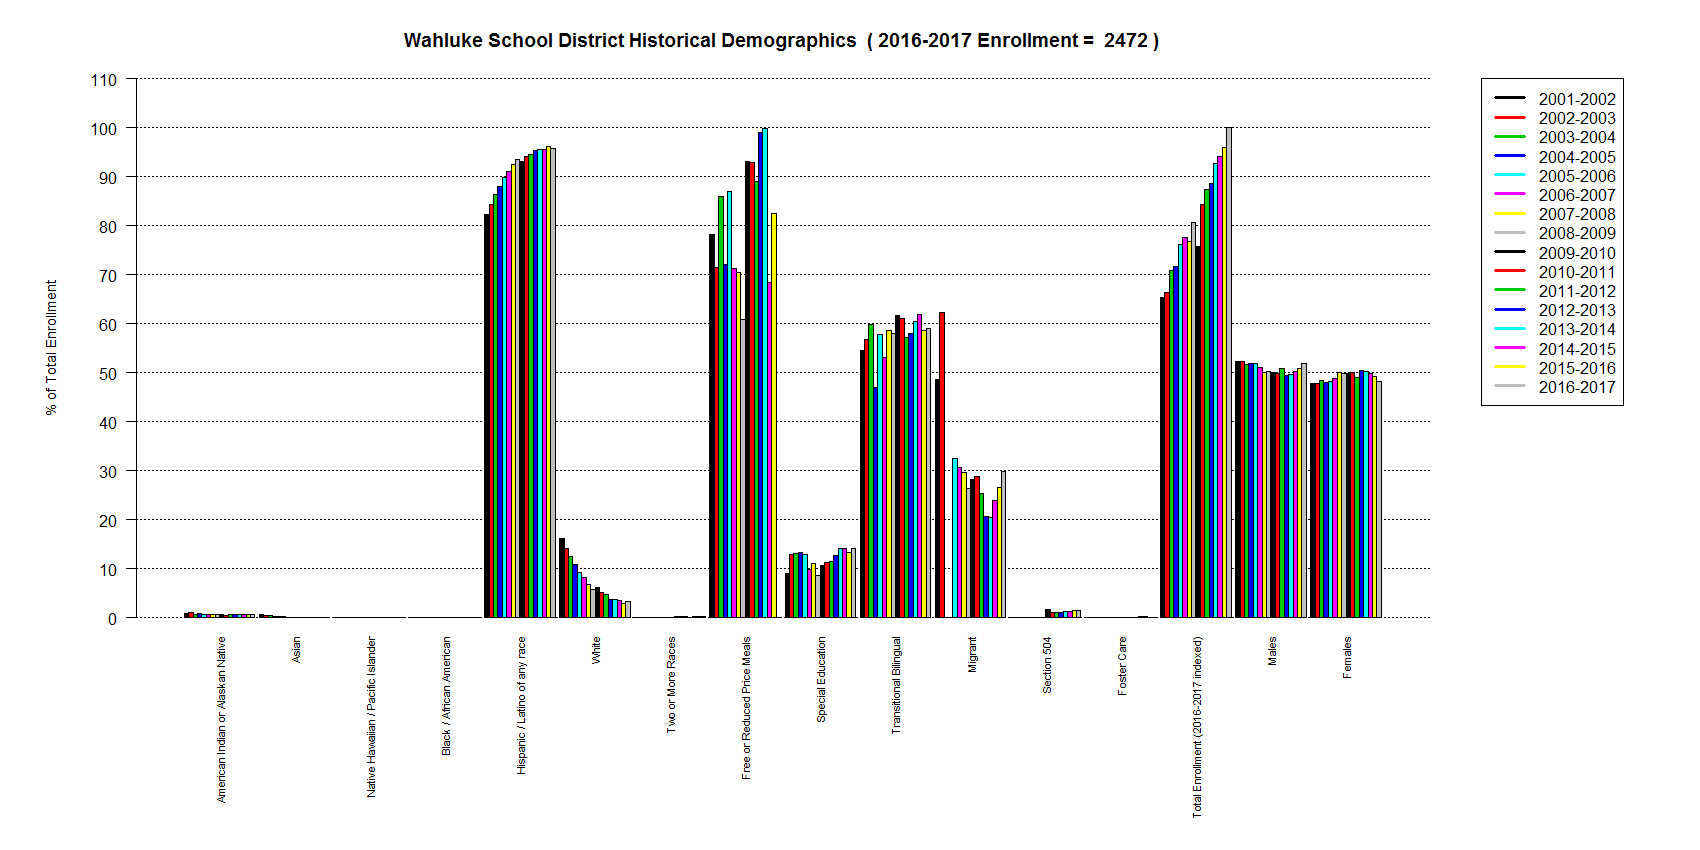 Wahluke School District Historical Demographics ( 2016-2017 Enrollment = 2472 )
% of Total Enrollment
110
100
90
80
70
60
50
40
30
20
10
0
American Indian or Alaskan Native
Asian
Native Hawaiian / Pacific Islander
Black / African American
Hispanic / Latino of any race
White
Two or More Races
Free or Reduced Price Meals
Special Education
Transitional Bilingual
Migrant
Section 504
Foster Care
Total Enrollment (2016-2017 indexed)
Males
Females
2001-2002
2002-2003
2003-2004
2004-2005
2005-2006
2006-2007
2007-2008
2008-2009
2009-2010
2010-2011
2011-2012
2012-2013
2013-2014
2014-2015
2015-2016
2016-2017